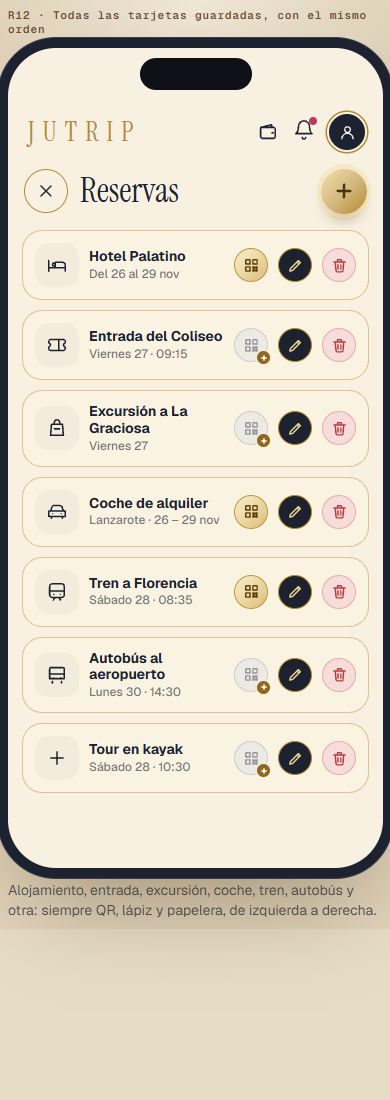 R12 · Todas las tarjetas guardadas, con el mismo
orden
JUTRIP
Reservas
Hotel Palatino
Del 26 al 29 nov
Entrada del Coliseo
Viernes 27 · 09:15
Excursión a La
Graciosa
Viernes 27
Coche de alquiler
Lanzarote · 26 – 29 nov
Tren a Florencia
Sábado 28 · 08:35
Autobús al
aeropuerto
Lunes 30 · 14:30
Tour en kayak
Sábado 28 · 10:30
Alojamiento, entrada, excursión, coche, tren, autobús y
otra: siempre QR, lápiz y papelera, de izquierda a derecha.